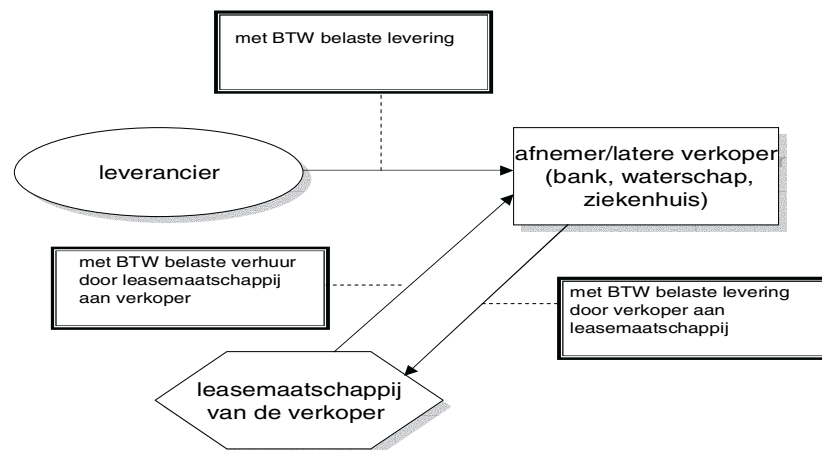 met BTW belaste levering
leverancier
afnemer/latere verkoper
(bank, waterschap,
ziekenhuis)
met BTW belaste verhuur
door leasemaatschappij
aan verkoper
met BTW belaste levering
door verkoper aan
leasemaatschappij
leasemaatschappij
van de verkoper